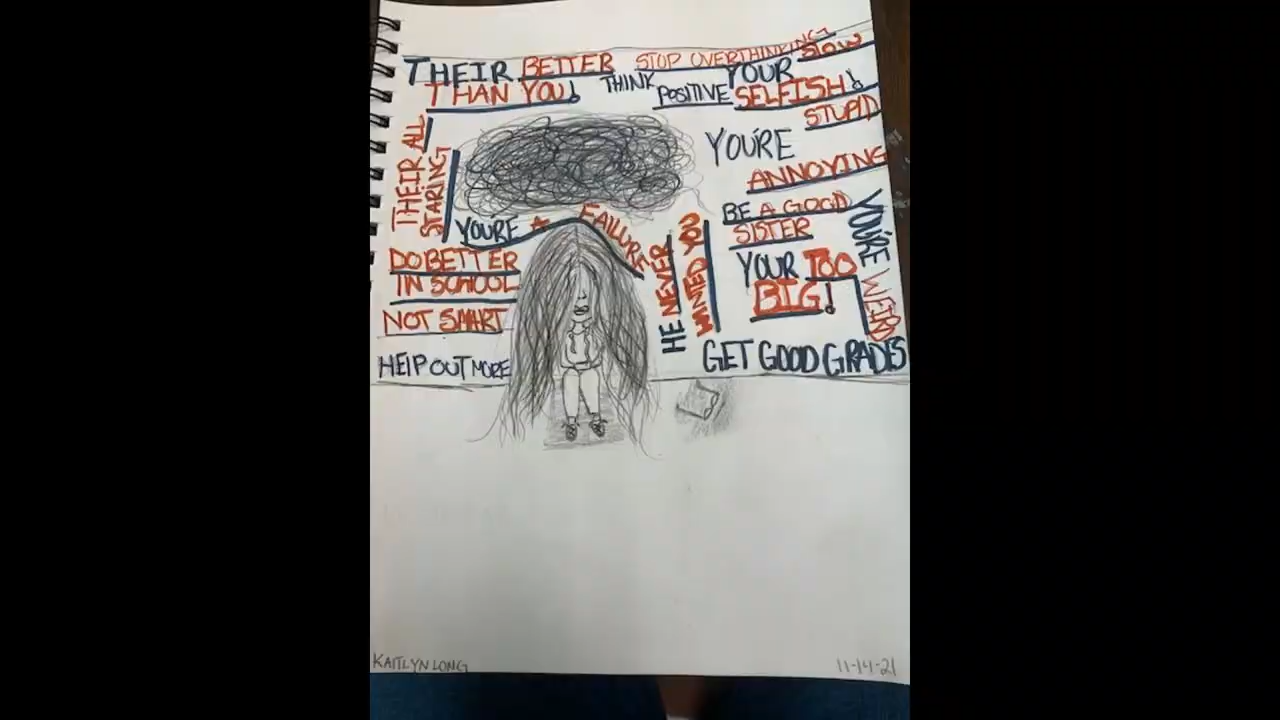 THEIR BETTER
THAN YOU!
STOP OVERTHINKING!
THINK
POSITIVE
SLOW
YOUR
SELFISH!
STUPID
THEIR ALL
STARING
YOU'RE
ANNOYING
YOU'RE A FAILURE
BE A GOOD
SISTER
YOU'RE WEIRD
DO BETTER
IN SCHOOL
HE NEVER
WANTED YOU
YOUR TOO
BIG!
NOT SMART
HELP OUT MORE
GET GOOD GRADES
KAITLYN LONG
11-14-21